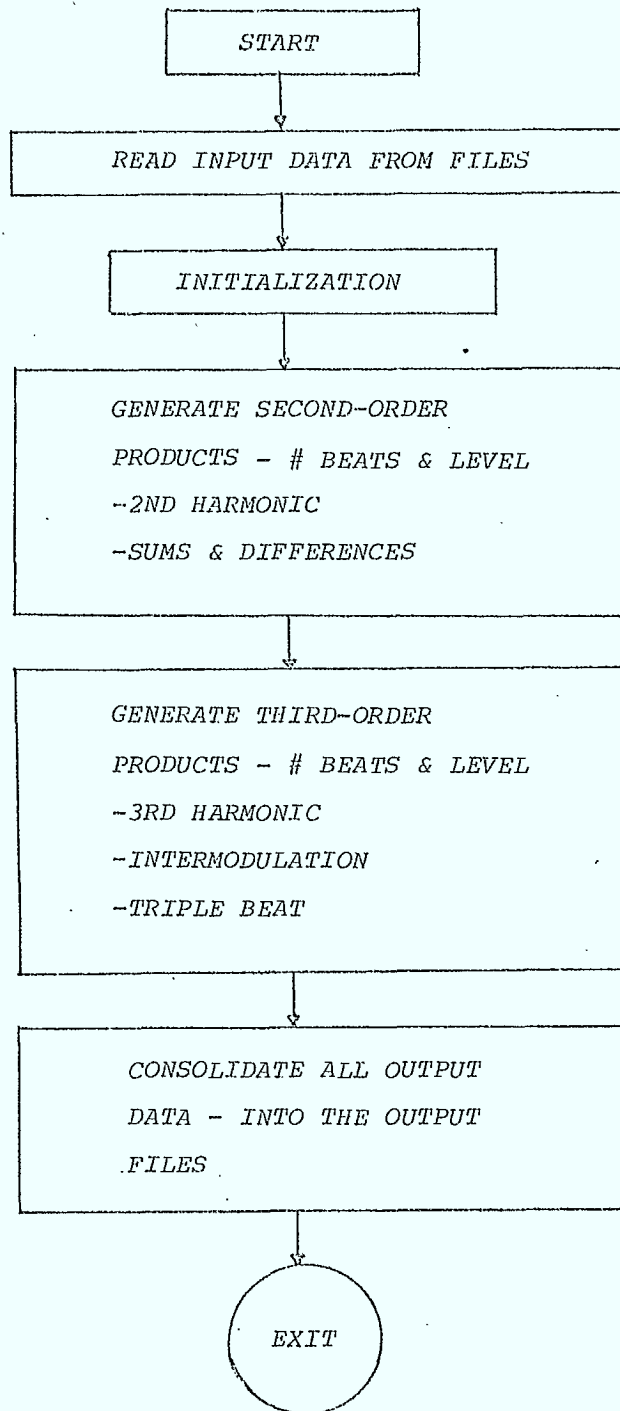 START
READ INPUT DATA FROM FILES
INITIALIZATION
GENERATE SECOND-ORDER
PRODUCTS - # BEATS & LEVEL
-2ND HARMONIC
-SUMS & DIFFERENCES
GENERATE THIRD-ORDER
PRODUCTS - # BEATS & LEVEL
-3RD HARMONIC
-INTERMODULATION
-TRIPLE BEAT
CONSOLIDATE ALL OUTPUT
DATA - INTO THE OUTPUT
FILES
EXIT